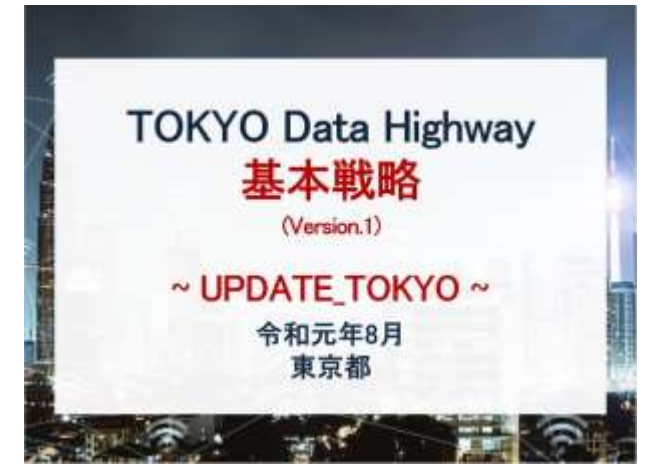 TOKYO Data Highway
基本戦略
(Version.1)
~ UPDATE_TOKYO ~
令和元年8月
東京都